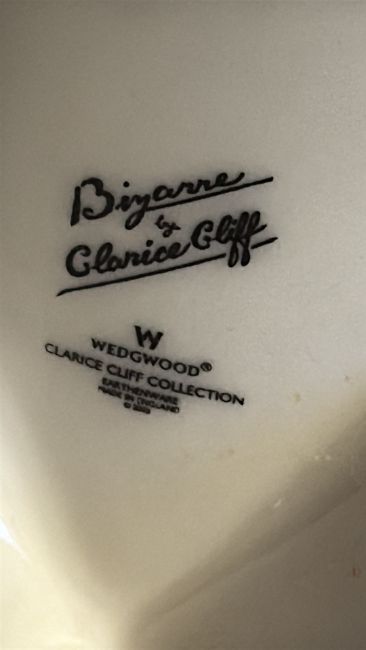 Bizarre
by
Clarice Cliff
W
WEDGWOOD®
CLARICE CLIFF COLLECTION
EARTHENWARE
MADE IN ENGLAND
©